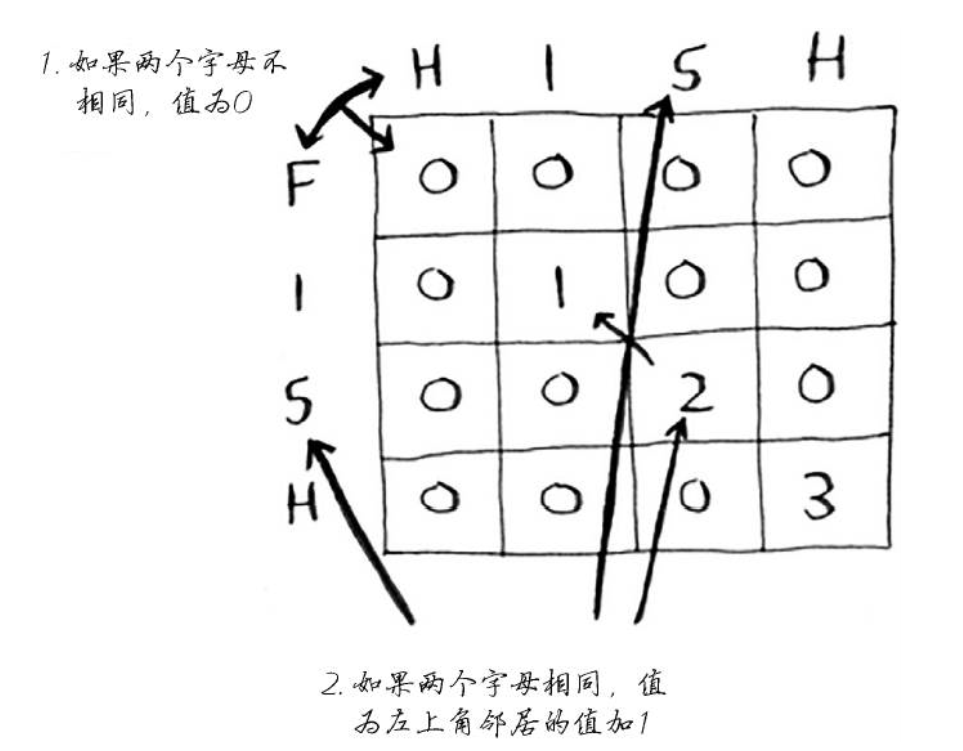 1. 如果两个字母不
相同，值为0
H I S H
F 0 0 0 0
I 0 1 0 0
S 0 0 2 0
H 0 0 0 3
2. 如果两个字母相同，值
为左上角邻居的值加1